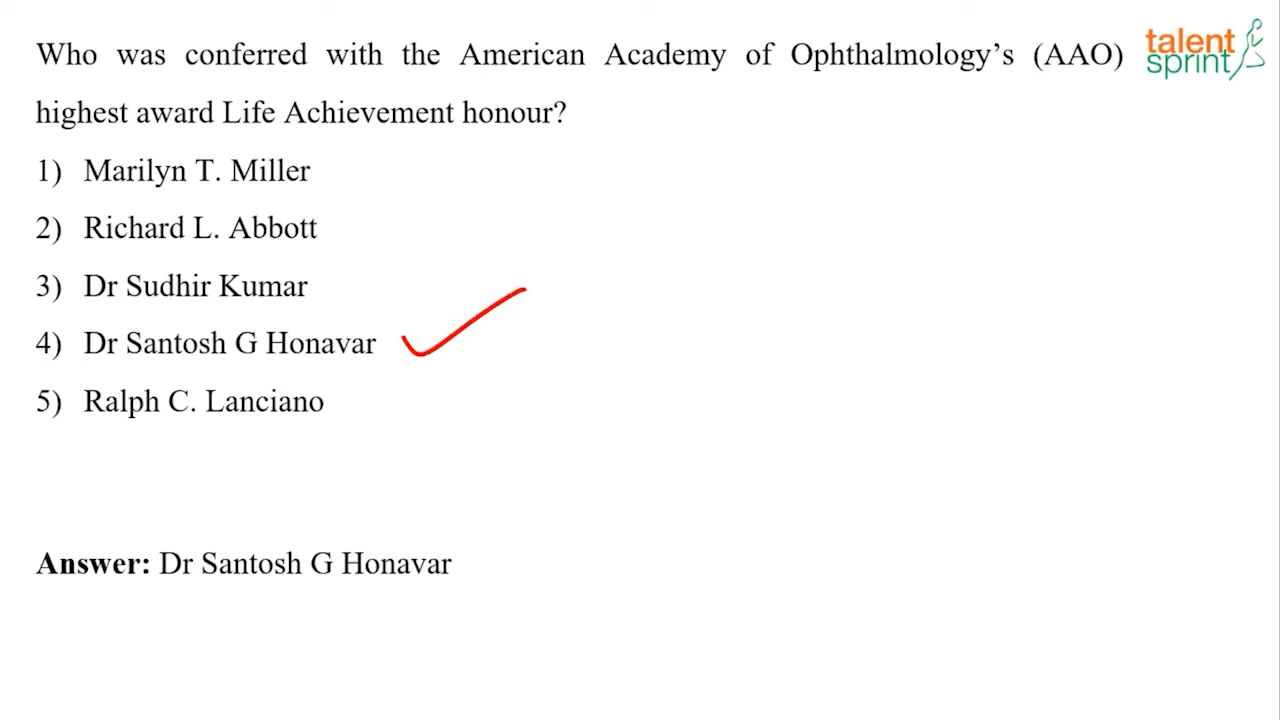 Who was conferred with the American Academy of Ophthalmology’s (AAO)
highest award Life Achievement honour?
1) Marilyn T. Miller
2) Richard L. Abbott
3) Dr Sudhir Kumar
4) Dr Santosh G Honavar
5) Ralph C. Lanciano
Answer: Dr Santosh G Honavar
talent
sprint